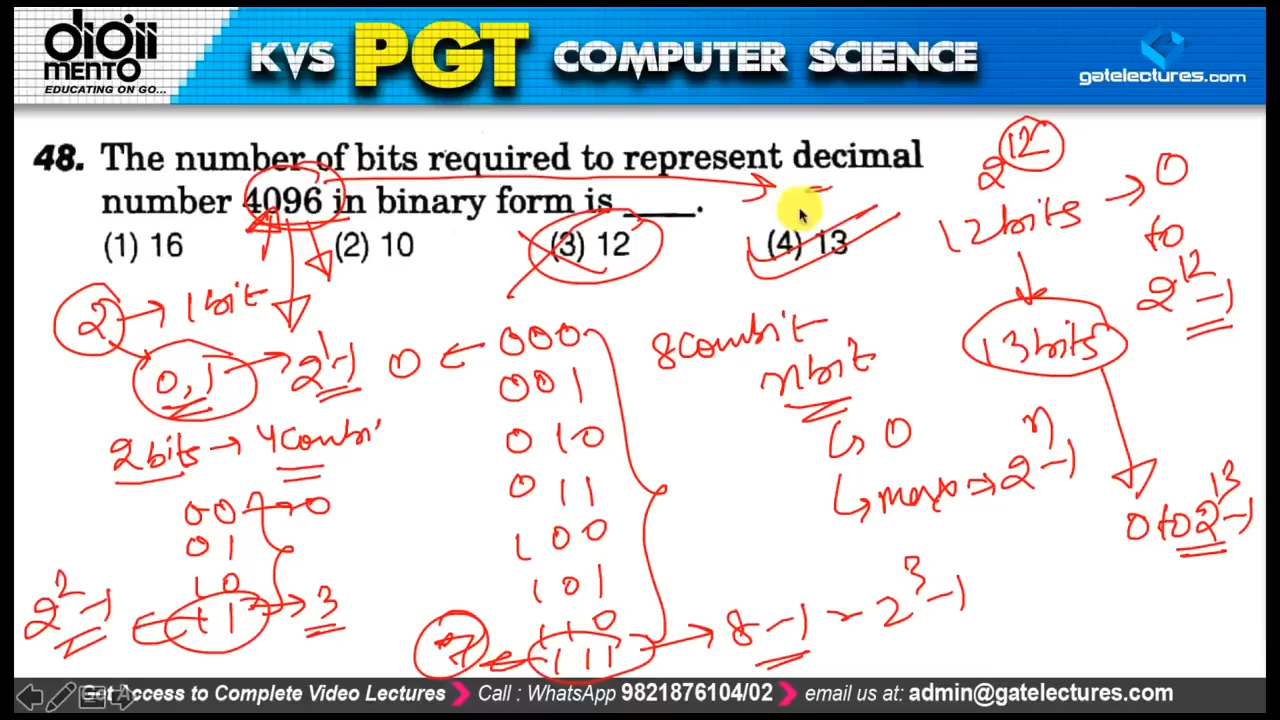 digii
MENTO
EDUCATING ON GO...
KVS PGT COMPUTER SCIENCE
gatelectures.com
48. The number of bits required to represent decimal
number 4096 in binary form is ____.
(1) 16 (2) 10 (3) 12 (4) 13
2^12
12 bits → 0
to
2^12-1
13 bits
0 to 2^13-1
2 → 1 bit
0,1 → 2^1-1
2 bits → 4 combi
00 → 0
01
10
2^2-1 ← 11 → 3
0 ← 000
001
010
011
100
101
110
7 ← 111 → 8-1 = 2^3-1
8 combit
n bit
↳ 0
↳ max ⇒ 2^n-1
Get Access to Complete Video Lectures Call : WhatsApp 9821876104/02 email us at: admin@gatelectures.com